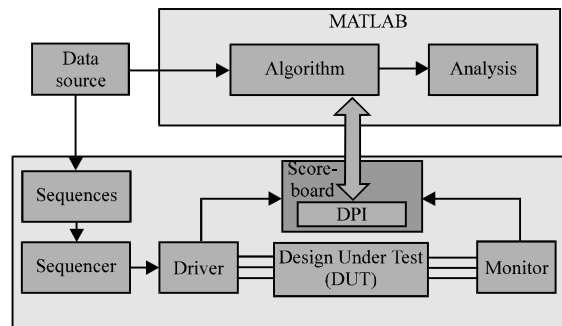 MATLAB
Data
source
Algorithm
Analysis
Score-
board
DPI
Sequences
Sequencer
Driver
Design Under Test
(DUT)
Monitor